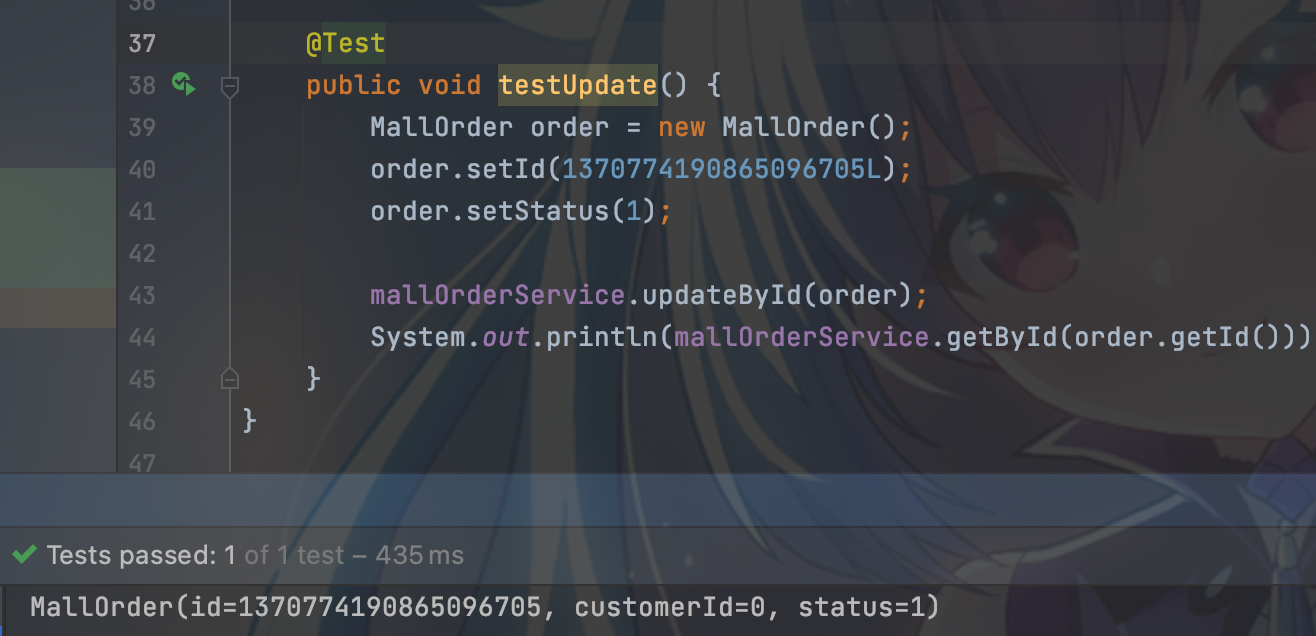 36
37 @Test
38 public void testUpdate() {
39 MallOrder order = new MallOrder();
40 order.setId(1370774190865096705L);
41 order.setStatus(1);
42
43 mallOrderService.updateById(order);
44 System.out.println(mallOrderService.getById(order.getId()))
45 }
46 }
47
Tests passed: 1 of 1 test – 435 ms
MallOrder(id=1370774190865096705, customerId=0, status=1)